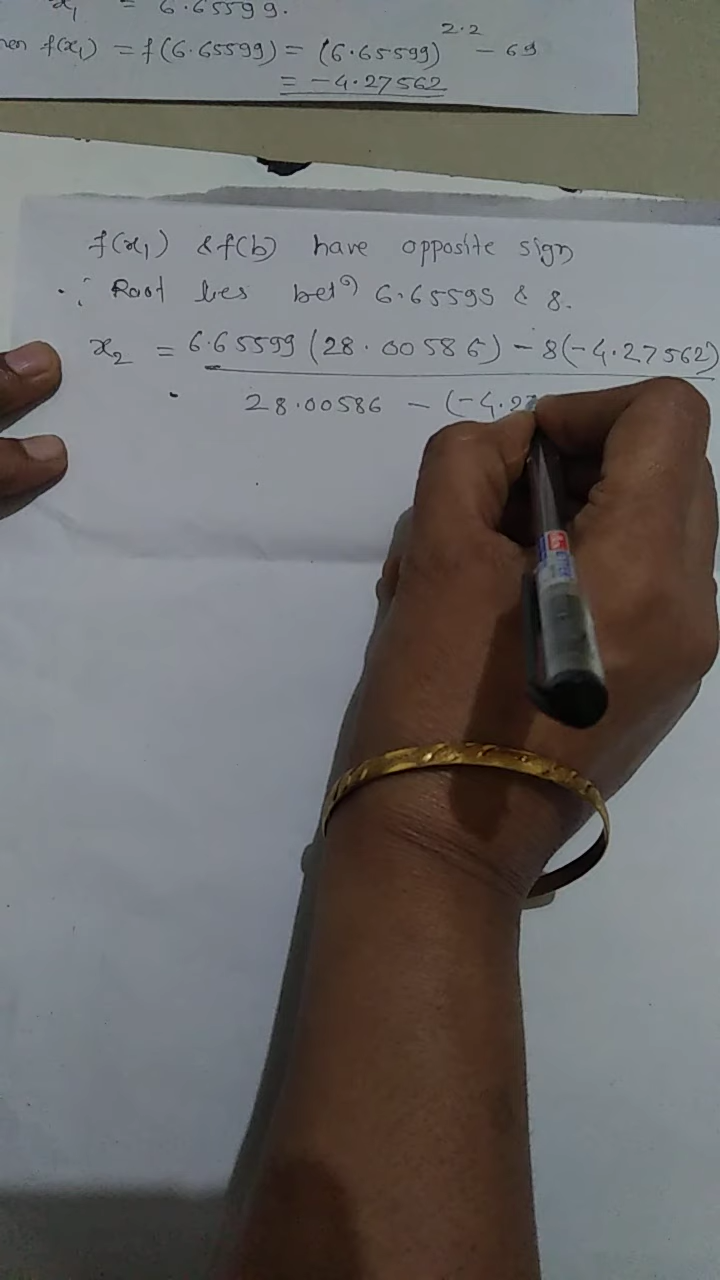 x₁ = 6.65599.
f(x₁) = f(6.65599) = (6.65599)^2.2 - 69
= -4.27562
f(x₁) & f(b) have opposite sign
∴ Root lies betⁿ 6.65599 & 8.
x₂ = 6.65599 (28.00586) - 8(-4.27562)
28.00586 - (-4.2